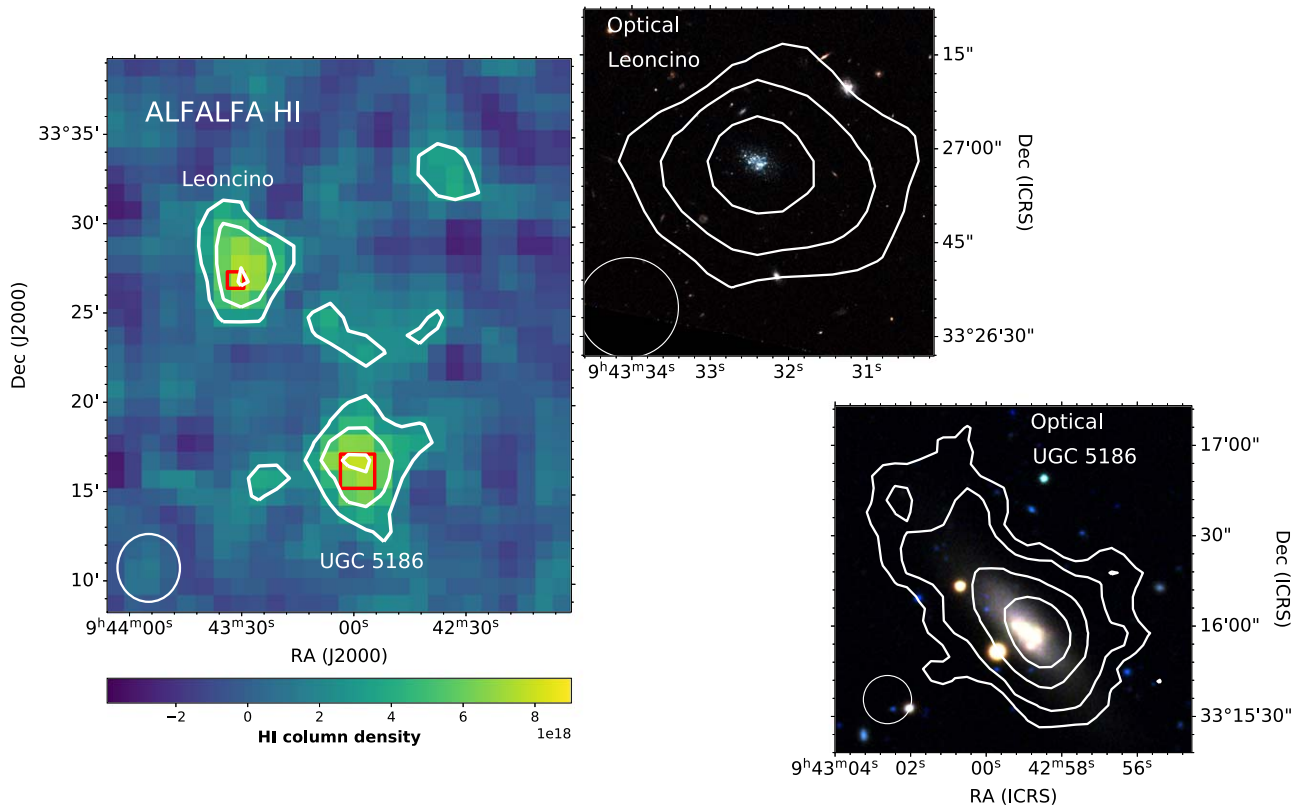 ALFALFA HI
Leoncino
UGC 5186
33°35'
30'
25'
20'
15'
10'
Dec (J2000)
9ʰ44ᵐ00ˢ 43ᵐ30ˢ 00ˢ 42ᵐ30ˢ
RA (J2000)
−2 0 2 4 6 8
1e18
HI column density
Optical
Leoncino
15"
27'00"
45"
33°26'30"
Dec (ICRS)
9ʰ43ᵐ34ˢ 33ˢ 32ˢ 31ˢ
Optical
UGC 5186
17'00"
30"
16'00"
33°15'30"
Dec (ICRS)
9ʰ43ᵐ04ˢ 02ˢ 00ˢ 42ᵐ58ˢ 56ˢ
RA (ICRS)